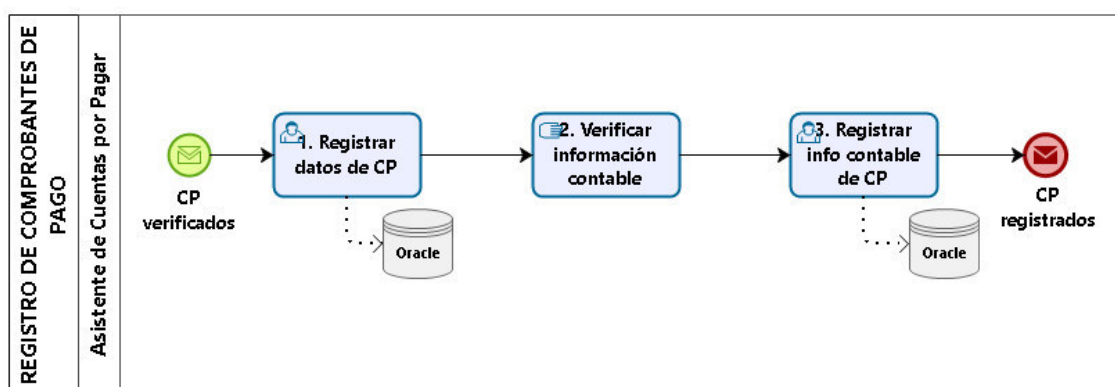 REGISTRO DE COMPROBANTES DE
PAGO
Asistente de Cuentas por Pagar
CP
verificados
1. Registrar
datos de CP
Oracle
2. Verificar
información
contable
3. Registrar
info contable
de CP
Oracle
CP
registrados